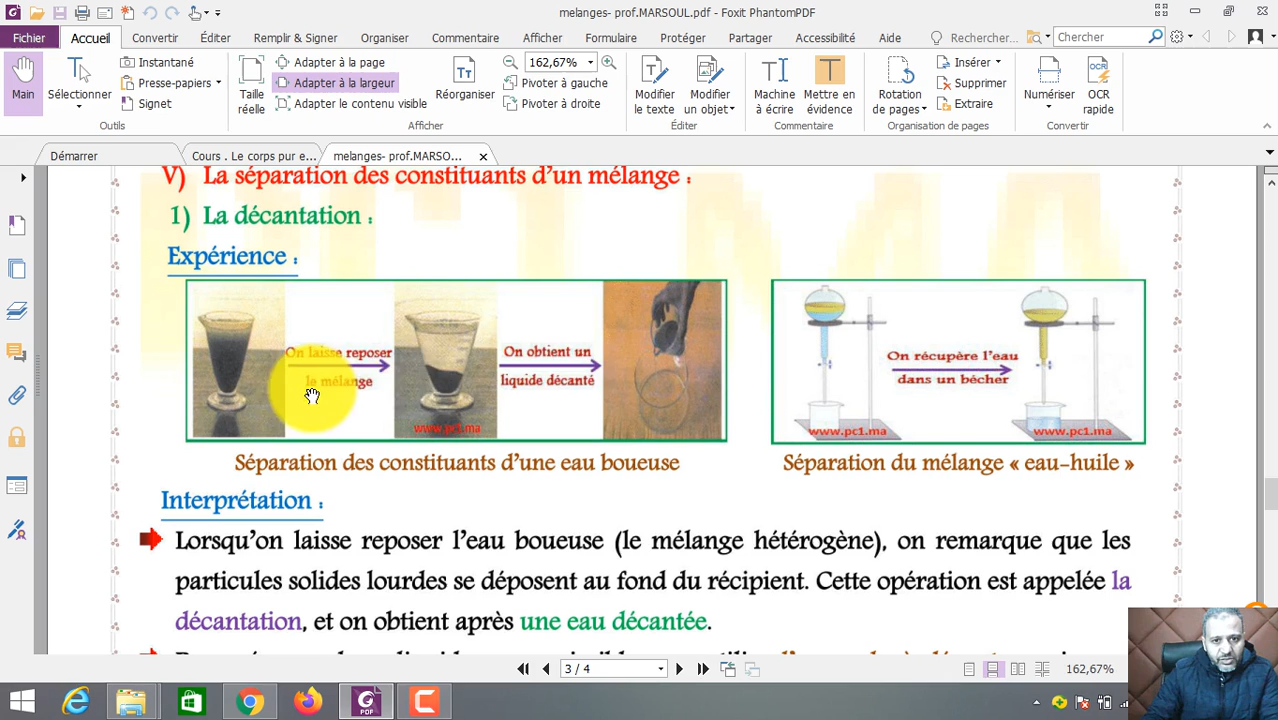 melanges- prof.MARSOUL.pdf - Foxit PhantomPDF
Fichier Accueil Convertir Éditer Remplir & Signer Organiser Commentaire Afficher Formulaire Protéger Partager Accessibilité Aide Rechercher... Chercher
Main
Sélectionner
Instantané
Presse-papiers
Signet
Outils
Taille réelle
Adapter à la page
Adapter à la largeur
Adapter le contenu visible
Réorganiser
162,67%
Pivoter à gauche
Pivoter à droite
Afficher
Modifier le texte
Modifier un objet
Éditer
Machine à écrire
Mettre en évidence
Commentaire
Rotation de pages
Insérer
Supprimer
Extraire
Organisation de pages
Numériser
OCR rapide
Convertir
Démarrer Cours . Le corps pur e... melanges- prof.MARSO...
V) La séparation des constituants d'un mélange :
1) La décantation :
Expérience :
On laisse reposer
le mélange
On obtient un
liquide décanté
www.pc1.ma
On récupère l'eau
dans un bécher
www.pc1.ma
www.pc1.ma
Séparation des constituants d'une eau boueuse
Séparation du mélange « eau-huile »
Interprétation :
Lorsqu'on laisse reposer l'eau boueuse (le mélange hétérogène), on remarque que les
particules solides lourdes se déposent au fond du récipient. Cette opération est appelée la
décantation, et on obtient après une eau décantée.
3 / 4
162,67%